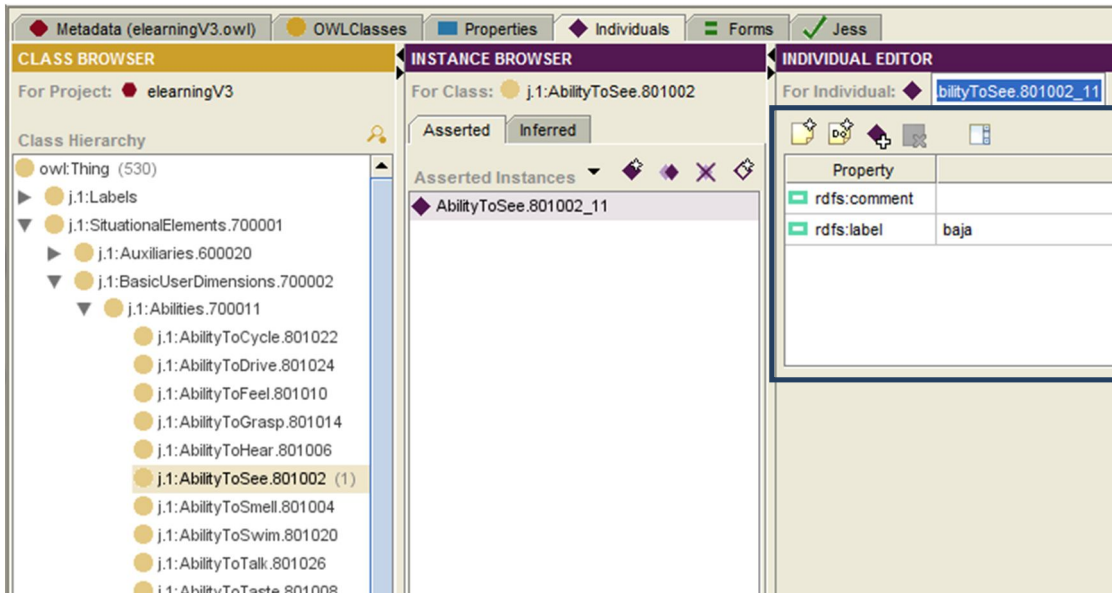 Metadata (elearningV3.owl) OWLClasses Properties Individuals Forms Jess
CLASS BROWSER
For Project: elearningV3
Class Hierarchy
owl:Thing (530)
j.1:Labels
j.1:SituationalElements.700001
j.1:Auxiliaries.600020
j.1:BasicUserDimensions.700002
j.1:Abilities.700011
j.1:AbilityToCycle.801022
j.1:AbilityToDrive.801024
j.1:AbilityToFeel.801010
j.1:AbilityToGrasp.801014
j.1:AbilityToHear.801006
j.1:AbilityToSee.801002 (1)
j.1:AbilityToSmell.801004
j.1:AbilityToSwim.801020
j.1:AbilityToTalk.801026
j.1:AbilityToTaste.801008
INSTANCE BROWSER
For Class: j.1:AbilityToSee.801002
Asserted Inferred
Asserted Instances
AbilityToSee.801002_11
INDIVIDUAL EDITOR
For Individual: bilityToSee.801002_11
Property
rdfs:comment
rdfs:label baja